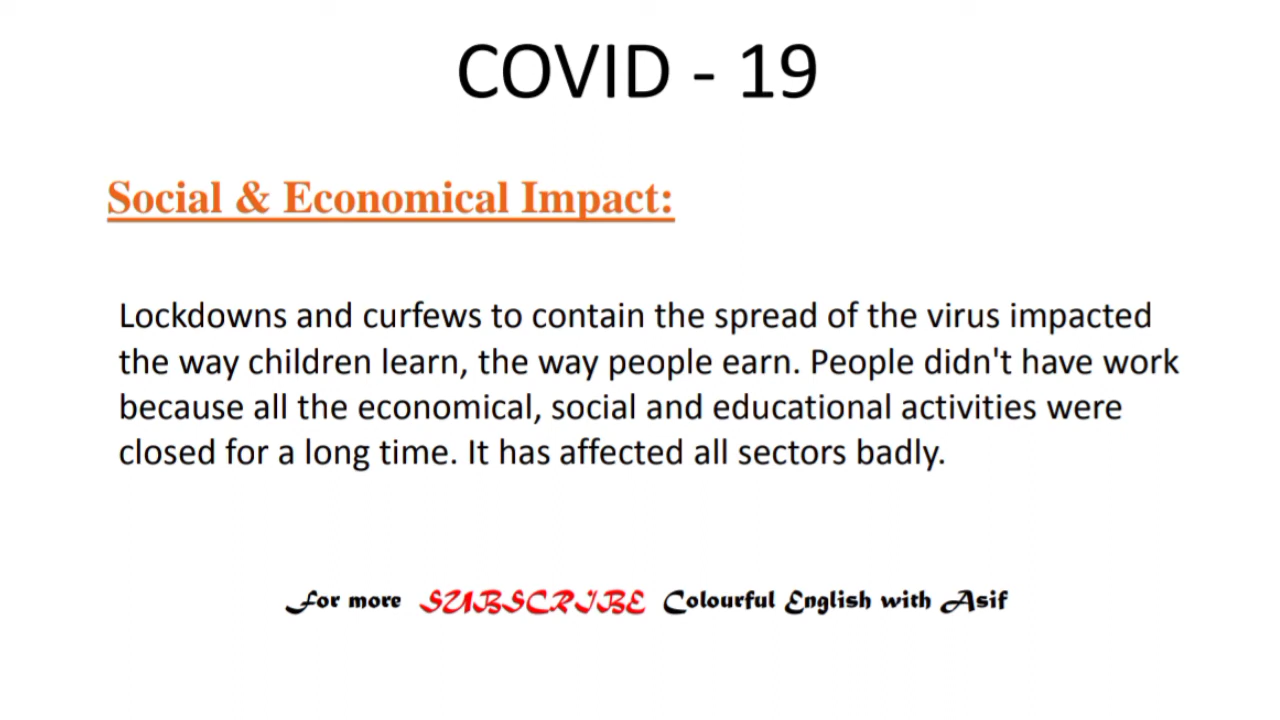 COVID - 19
Social & Economical Impact:
Lockdowns and curfews to contain the spread of the virus impacted
the way children learn, the way people earn. People didn't have work
because all the economical, social and educational activities were
closed for a long time. It has affected all sectors badly.
For more SUBSCRIBE Colourful English with Asif